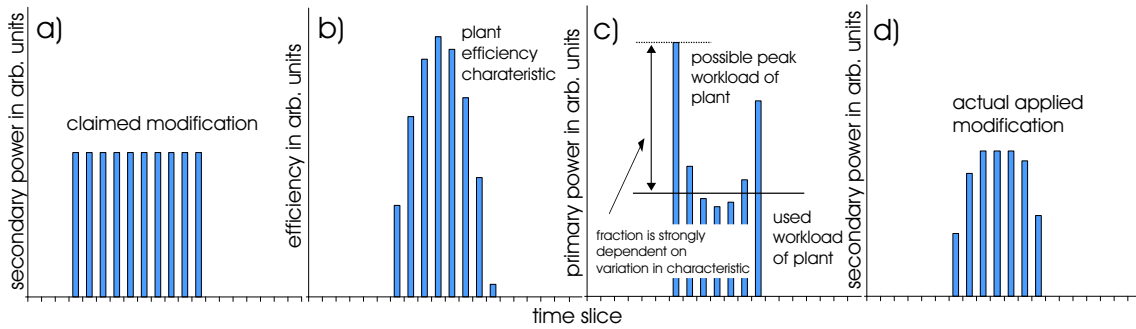 a)
secondary power in arb. units
claimed modification
b)
efficiency in arb. units
plant
efficiency
charateristic
c)
primary power in arb. units
possible peak
workload of
plant
fraction is strongly
dependent on
variation in characteristic
used
workload
of plant
d)
secondary power in arb. units
actual applied
modification
time slice